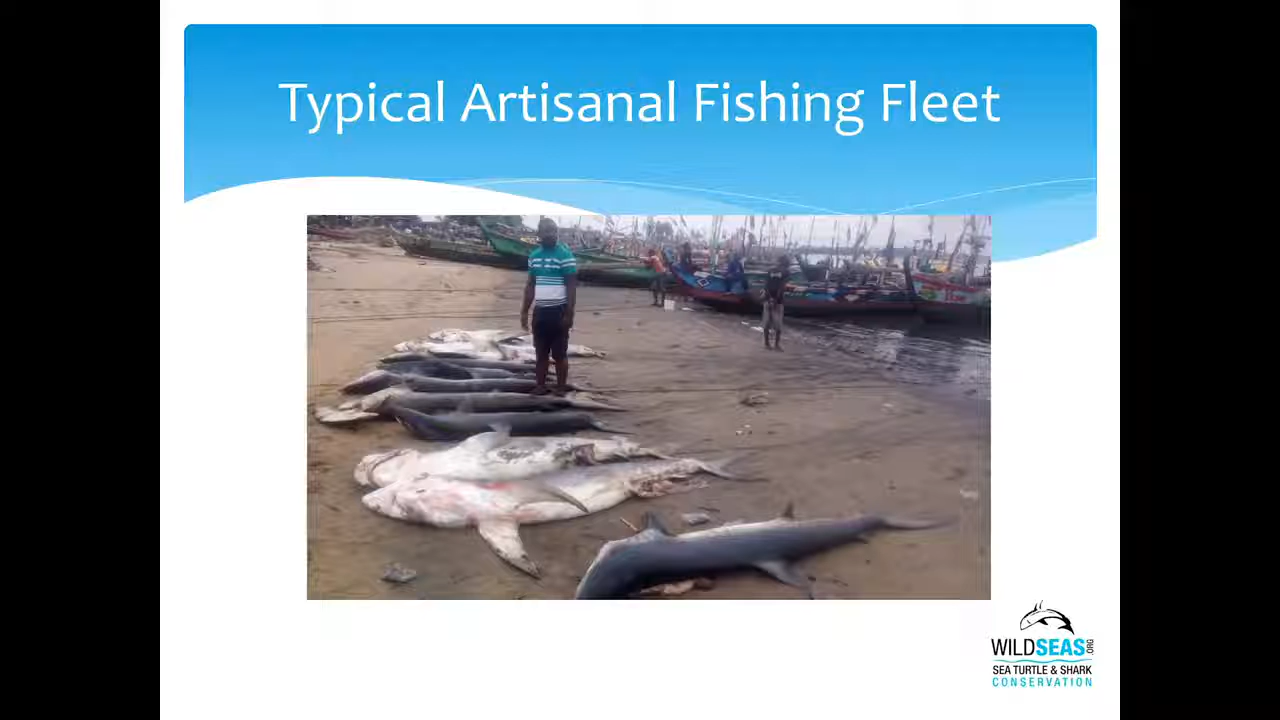 Typical Artisanal Fishing Fleet
WILDSEAS.ORG
SEA TURTLE & SHARK
CONSERVATION